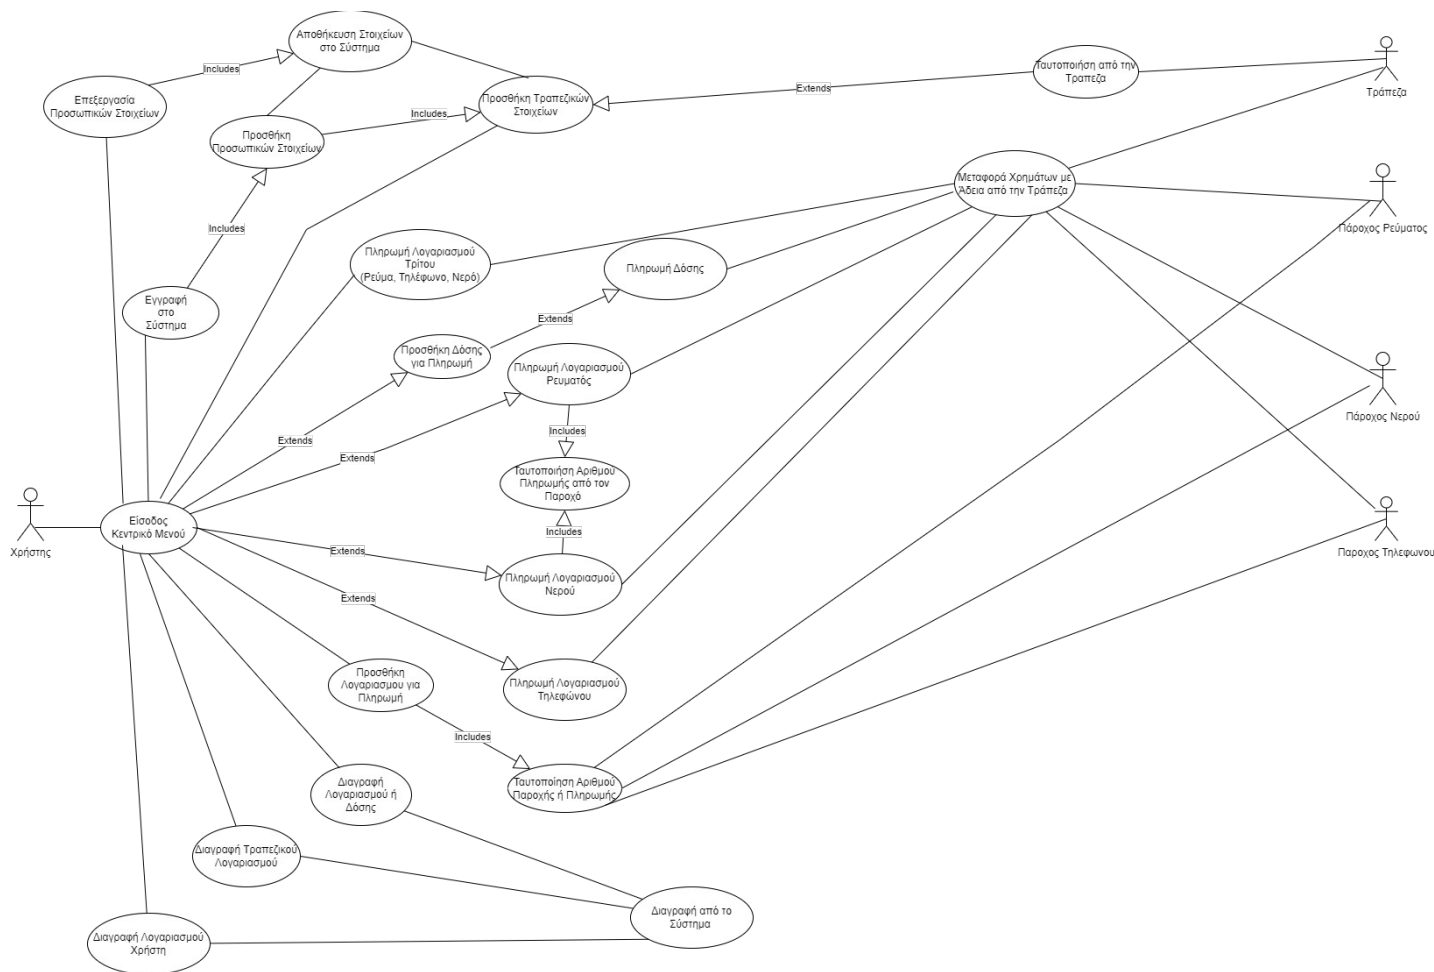 Αποθήκευση Στοιχείων
στο Σύστημα
Includes
Επεξεργασία
Προσωπικών Στοιχείων
Προσθήκη Τραπεζικών
Στοιχείων
Extends
Ταυτοποιήση από την
Τραπεζα
Τράπεζα
Includes
Προσθήκη
Προσωπικών Στοιχείων
Μεταφορά Χρημάτων με
Άδεια από την Τράπεζα
Πάροχος Ρεύματος
Includes
Πληρωμή Λογαριασμού
Τρίτου
(Ρεύμα, Τηλέφωνο, Νερό)
Πληρωμή Δόσης
Εγγραφή
στο
Σύστημα
Extends
Προσθήκη Δόσης
για Πληρωμή
Πληρωμή Λογαριασμού
Ρευματός
Πάροχος Νερού
Extends
Includes
Extends
Ταυτοποιήση Αριθμού
Πληρωμής από τον
Παροχό
Χρήστης
Είσοδος
Κεντρικό Μενού
Includes
Extends
Πληρωμή Λογαριασμού
Νερού
Παροχος Τηλεφωνου
Extends
Προσθήκη
Λογαριασμου για
Πληρωμή
Πληρωμή Λογαριασμού
Τηλεφώνου
Includes
Διαγραφή
Λογαριασμού ή
Δόσης
Ταυτοποίηση Αριθμού
Παροχής ή Πληρωμής
Διαγραφή Τραπεζικού
Λογαριασμού
Διαγραφή από το
Σύστημα
Διαγραφή Λογαριασμού
Χρήστη